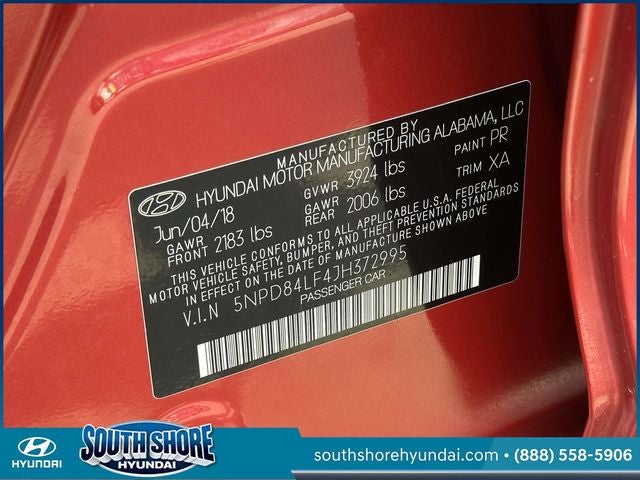 MANUFACTURED BY
HYUNDAI MOTOR MANUFACTURING ALABAMA, LLC
Jun/04/18 GVWR 3924 lbs PAINT PR
GAWR FRONT 2183 lbs GAWR REAR 2006 lbs TRIM XA
THIS VEHICLE CONFORMS TO ALL APPLICABLE U.S.A. FEDERAL
MOTOR VEHICLE SAFETY, BUMPER, AND THEFT PREVENTION STANDARDS
IN EFFECT ON THE DATE OF MANUFACTURE SHOWN ABOVE.
V.I.N 5NPD84LF4JH372995
PASSENGER CAR
HYUNDAI
SOUTH SHORE
HYUNDAI
southshorehyundai.com • (888) 558-5906